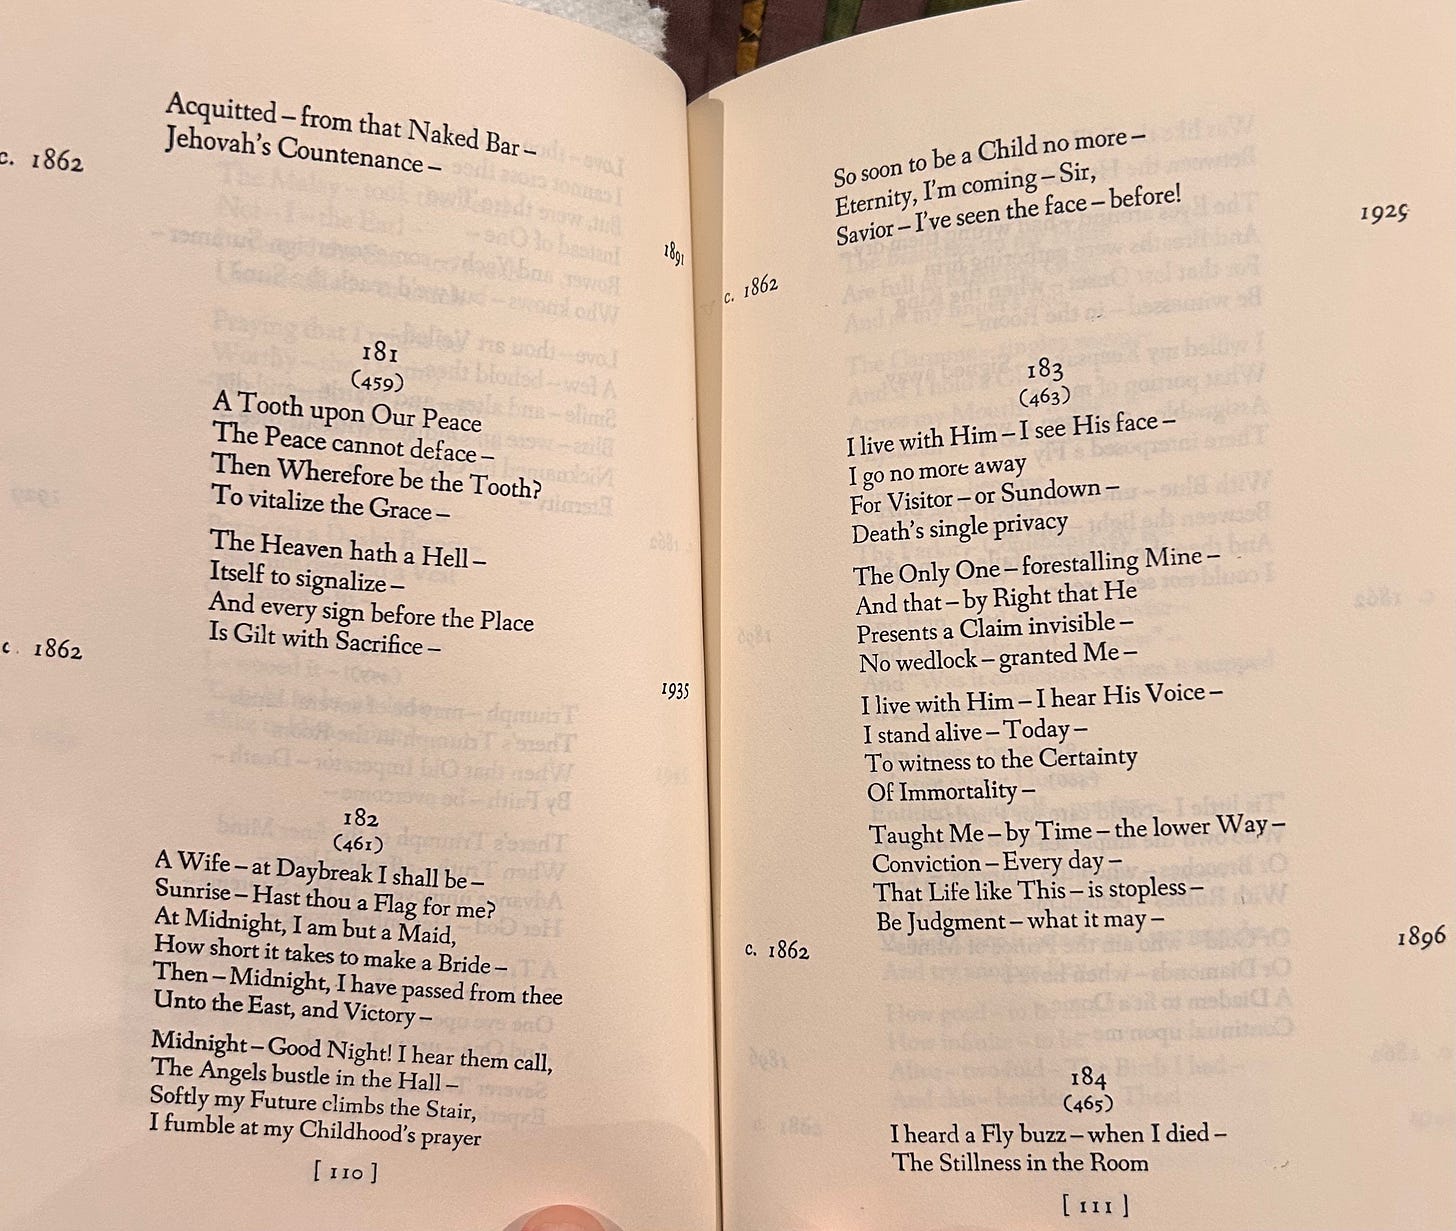 Acquitted – from that Naked Bar –
Jehovah's Countenance –
c. 1862
1891
181
(459)
A Tooth upon Our Peace
The Peace cannot deface –
Then Wherefore be the Tooth?
To vitalize the Grace –
The Heaven hath a Hell –
Itself to signalize –
And every sign before the Place
Is Gilt with Sacrifice –
c. 1862
1935
182
(461)
A Wife – at Daybreak I shall be –
Sunrise – Hast thou a Flag for me?
At Midnight, I am but a Maid,
How short it takes to make a Bride –
Then – Midnight, I have passed from thee
Unto the East, and Victory –
Midnight – Good Night! I hear them call,
The Angels bustle in the Hall –
Softly my Future climbs the Stair,
I fumble at my Childhood's prayer
[ 110 ]
So soon to be a Child no more –
Eternity, I'm coming – Sir,
Savior – I've seen the face – before!
c. 1862
1929
183
(463)
I live with Him – I see His face –
I go no more away
For Visitor – or Sundown –
Death's single privacy
The Only One – forestalling Mine –
And that – by Right that He
Presents a Claim invisible –
No wedlock – granted Me –
I live with Him – I hear His Voice –
I stand alive – Today –
To witness to the Certainty
Of Immortality –
Taught Me – by Time – the lower Way –
Conviction – Every day –
That Life like This – is stopless –
Be Judgment – what it may –
c. 1862
1896
184
(465)
I heard a Fly buzz – when I died –
The Stillness in the Room
[ 111 ]